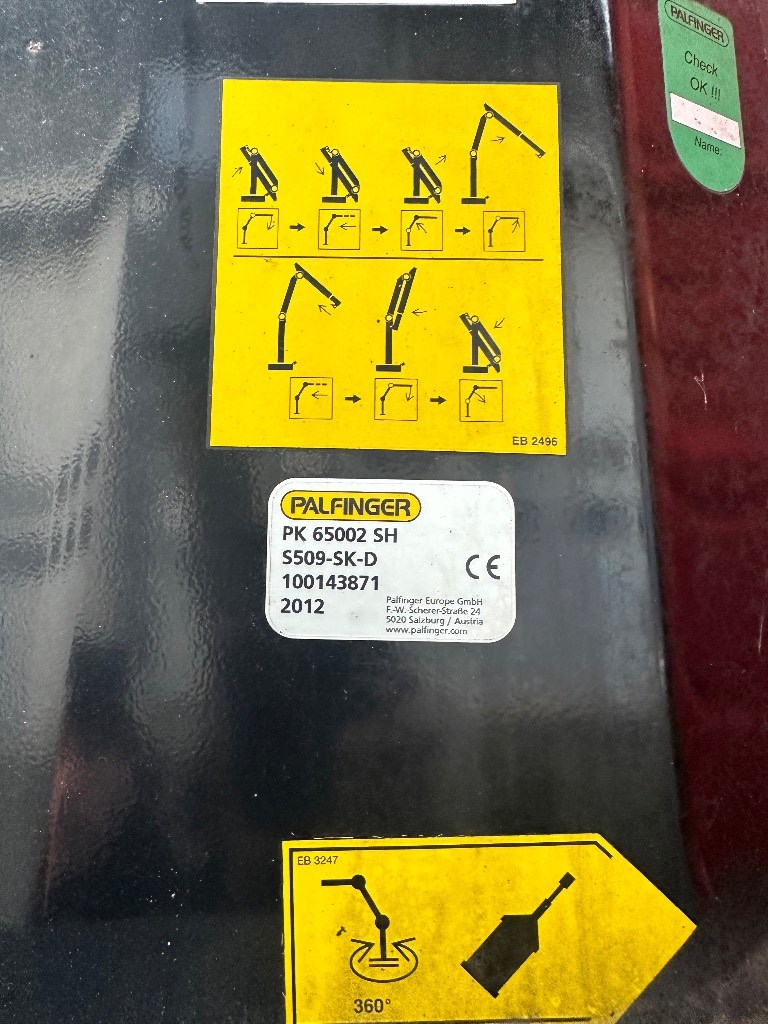 PALFINGER
Check
OK !!!
Name:
EB 2496
PALFINGER
PK 65002 SH
S509-SK-D
100143871
2012
CE
Palfinger Europe GmbH
F.-W.-Scherer-Straße 24
5020 Salzburg / Austria
www.palfinger.com
EB 3247
360°